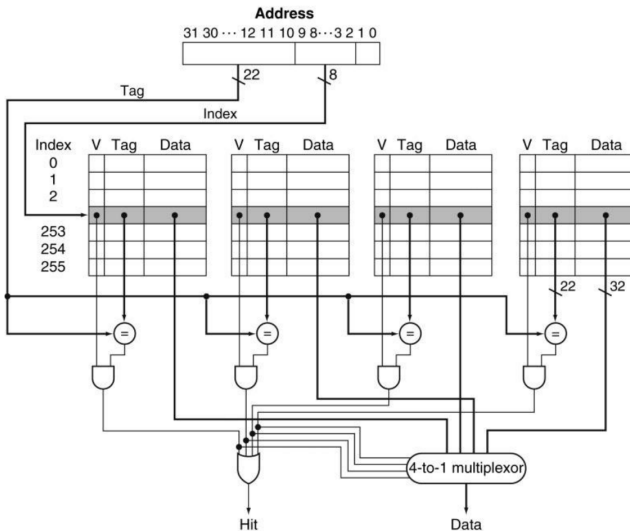 Address
31 30 ··· 12 11 10 9 8···3 2 1 0
22
8
Tag
Index
Index V Tag Data V Tag Data V Tag Data V Tag Data
0
1
2
253
254
255
22 32
= = = =
4-to-1 multiplexor
Hit Data